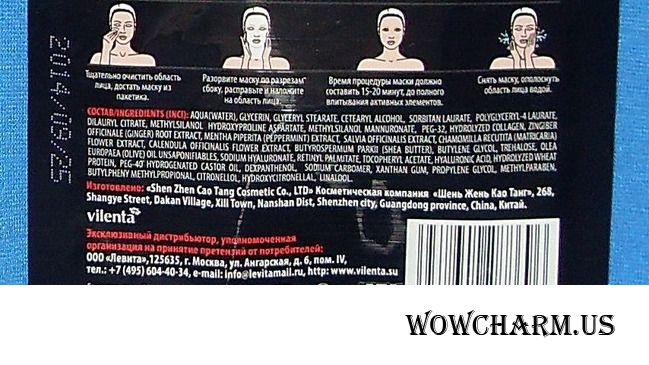 2014/09/25
Тщательно очистить область
лица, достать маску из
пакетика.
Разорвите маску по разрезам
сбоку, расправьте и наложите
на область лица.
Время процедуры маски должно
составить 15-20 минут, до полного
впитывания активных элементов.
Снять маску, ополоснуть
область лица водой.
СОСТАВ/INGREDIENTS (INCI): AQUA(WATER), GLYCERIN, GLYCERYL STEARATE, CETEARYL ALCOHOL, SORBITAN LAURATE, POLYGLYCERYL-4 LAURATE,
DILAURYL CITRATE, METHYLSILANOL HYDROXYPROLINE ASPARTATE, METHYLSILANOL MANNURONATE, PEG-32, HYDROLYZED COLLAGEN, ZINGIBER
OFFICINALE (GINGER) ROOT EXTRACT, MENTHA PIPERITA (PEPPERMINT) EXTRACT, SALVIA OFFICINALIS EXTRACT, CHAMOMILLA RECUTITA (MATRICARIA)
FLOWER EXTRACT, CALENDULA OFFICINALIS FLOWER EXTRACT, BUTYROSPERMUM PARKII (SHEA BUTTER), BUTYLENE GLYCOL, TREHALOSE, OLEA
EUROPAEA (OLIVE) OIL UNSAPONIFIABLES, SODIUM HYALURONATE, RETINYL PALMITATE, TOCOPHERYL ACETATE, HYALURONIC ACID, HYDROLYZED WHEAT
PROTEIN, PEG-40 HYDROGENATED CASTOR OIL, DEXPANTHENOL, SODIUM CARBOMER, XANTHAN GUM, PROPYLENE GLYCOL, METHYLPARABEN,
BUTYLPHENYL METHYLPROPIONAL, CITRONELLOL, HYDROXYCITRONELLAL, LINALOOL.
Изготовлено: «Shen Zhen Cao Tang Cosmetic Co., LTD» Косметическая компания «Шень Жень Као Танг», 268,
Shangye Street, Dakan Village, Xill Town, Nanshan Dist, Shenzhen city, Guangdong province, China, Китай.
vilenta
Эксклюзивный дистрибьютор, уполномоченная
организация на принятие претензий от потребителей:
ООО «Левита»,125635, г. Москва, ул. Ангарская, д. 6, пом. IV,
тел.: +7 (495) 604-40-34, e-mail: info@levitamail.ru, http: www.vilenta.su
WOWCHARM.US